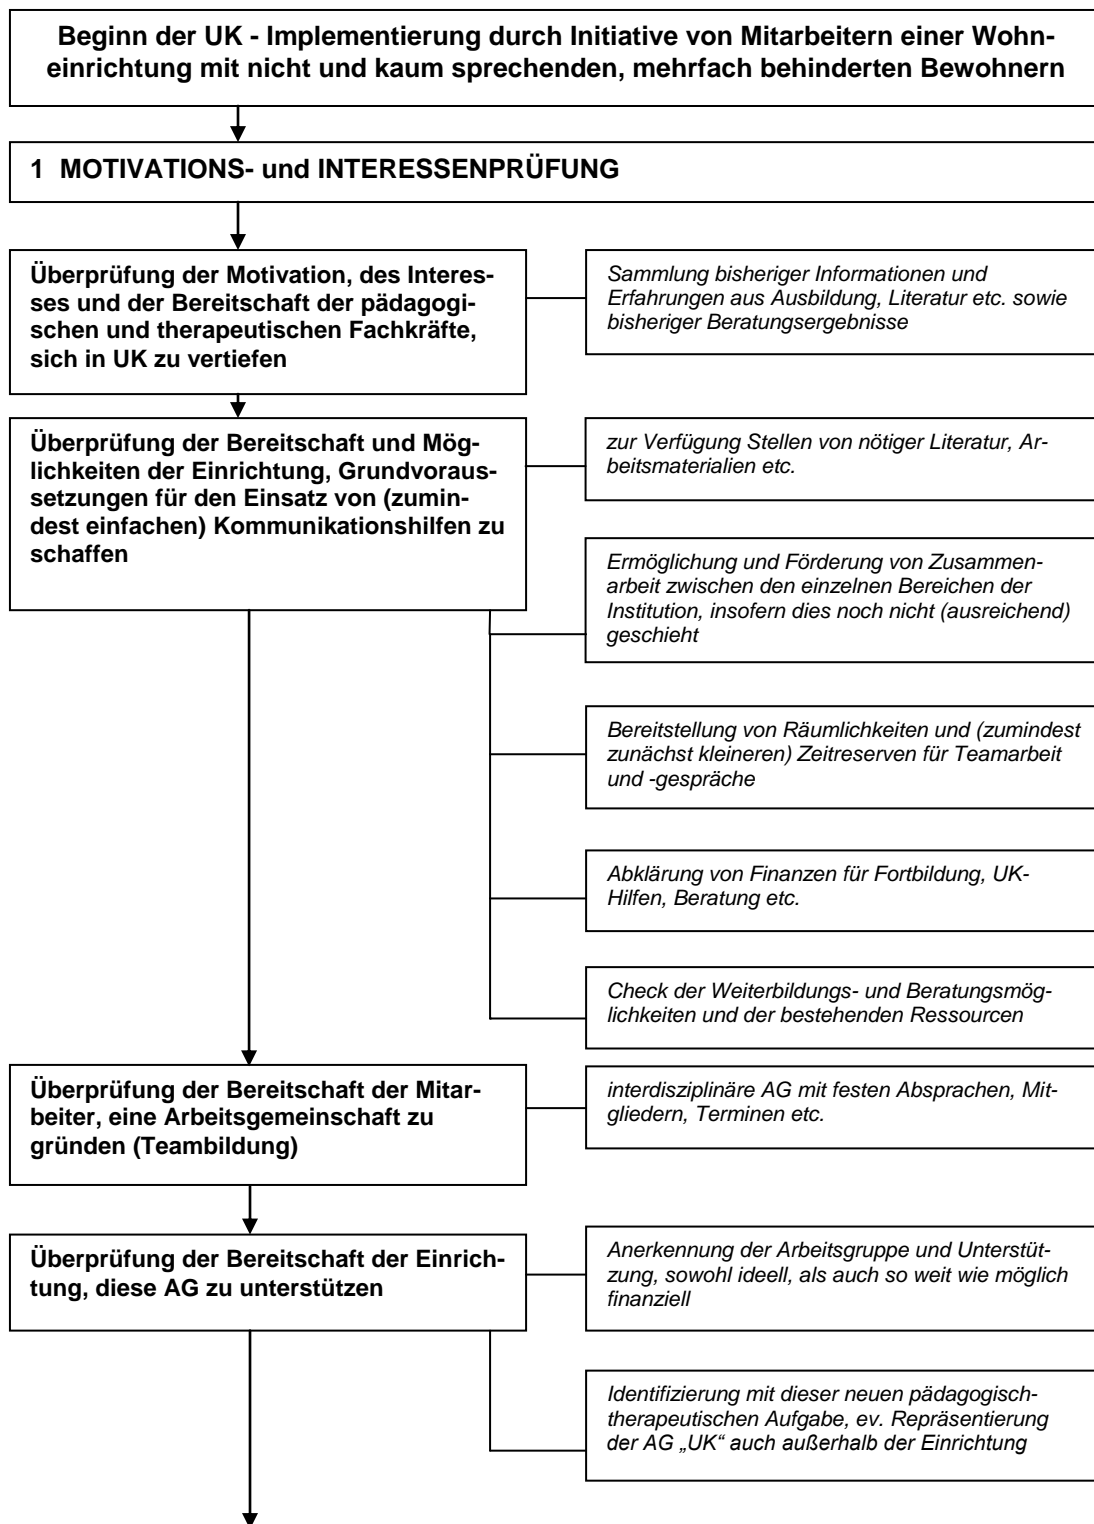 Beginn der UK - Implementierung durch Initiative von Mitarbeitern einer Wohn-
einrichtung mit nicht und kaum sprechenden, mehrfach behinderten Bewohnern
1 MOTIVATIONS- und INTERESSENPRÜFUNG
Überprüfung der Motivation, des Interes-
ses und der Bereitschaft der pädagogi-
schen und therapeutischen Fachkräfte,
sich in UK zu vertiefen
Sammlung bisheriger Informationen und
Erfahrungen aus Ausbildung, Literatur etc. sowie
bisheriger Beratungsergebnisse
Überprüfung der Bereitschaft und Mög-
lichkeiten der Einrichtung, Grundvoraus-
setzungen für den Einsatz von (zumin-
dest einfachen) Kommunikationshilfen zu
schaffen
zur Verfügung Stellen von nötiger Literatur, Ar-
beitsmaterialien etc.
Ermöglichung und Förderung von Zusammen-
arbeit zwischen den einzelnen Bereichen der
Institution, insofern dies noch nicht (ausreichend)
geschieht
Bereitstellung von Räumlichkeiten und (zumindest
zunächst kleineren) Zeitreserven für Teamarbeit
und -gespräche
Abklärung von Finanzen für Fortbildung, UK-
Hilfen, Beratung etc.
Check der Weiterbildungs- und Beratungsmög-
lichkeiten und der bestehenden Ressourcen
Überprüfung der Bereitschaft der Mitar-
beiter, eine Arbeitsgemeinschaft zu
gründen (Teambildung)
interdisziplinäre AG mit festen Absprachen, Mit-
gliedern, Terminen etc.
Überprüfung der Bereitschaft der Einrich-
tung, diese AG zu unterstützen
Anerkennung der Arbeitsgruppe und Unterstüt-
zung, sowohl ideell, als auch so weit wie möglich
finanziell
Identifizierung mit dieser neuen pädagogisch-
therapeutischen Aufgabe, ev. Repräsentierung
der AG „UK“ auch außerhalb der Einrichtung